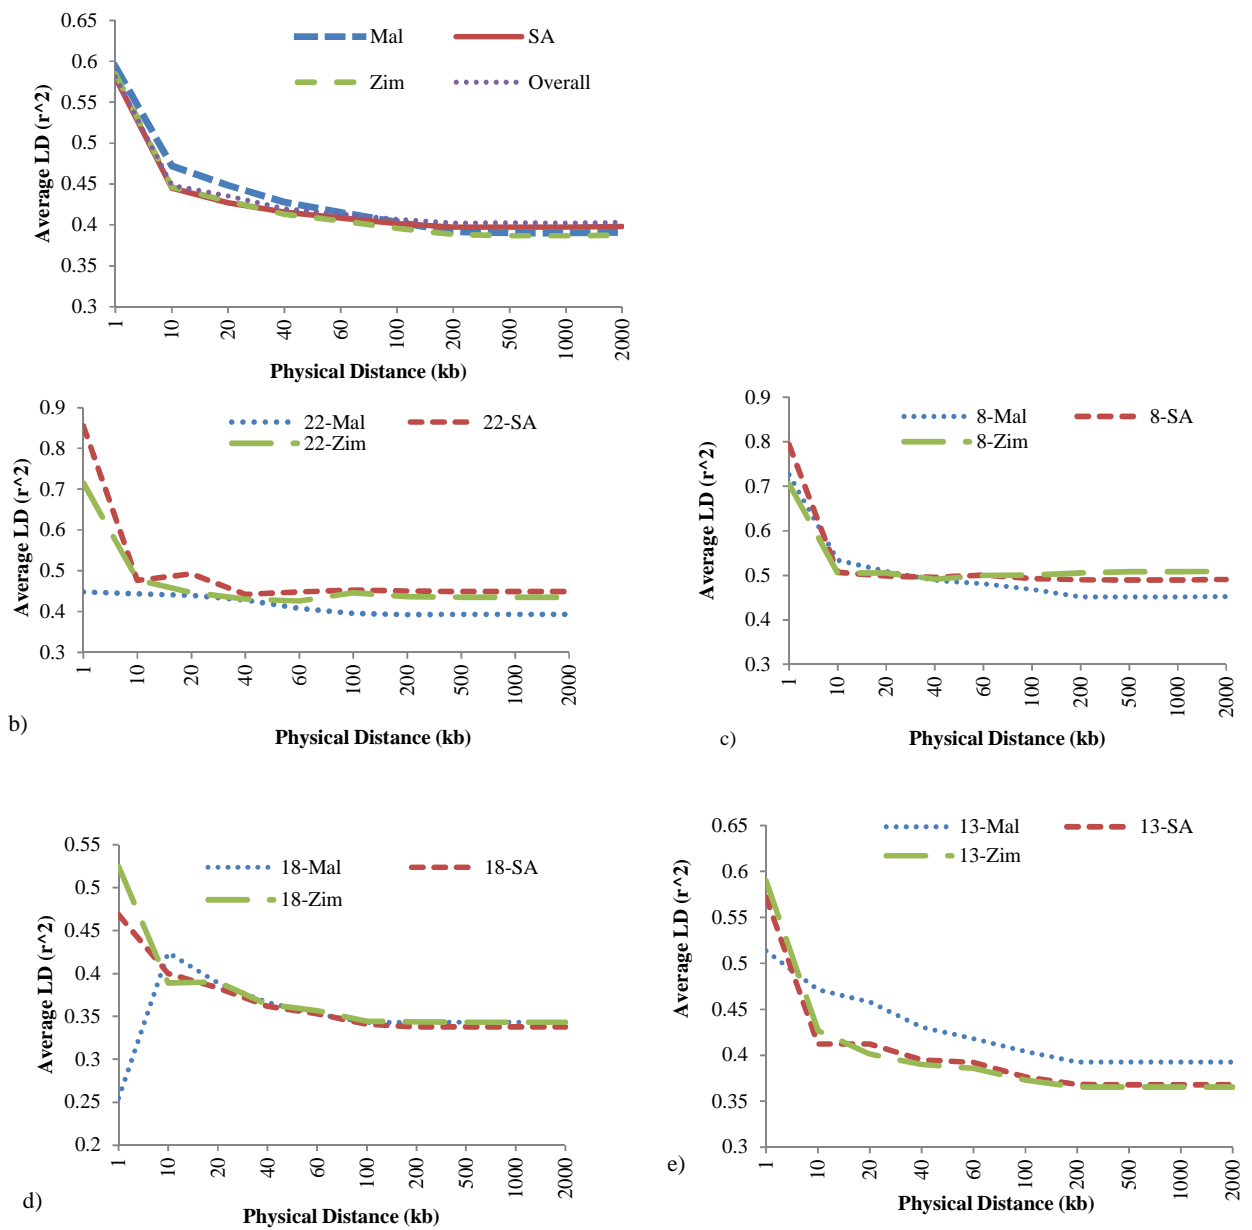 0.65
0.6
0.55
0.5
0.45
0.4
0.35
0.3
Average LD (r^2)
Mal SA
Zim Overall
1 10 20 40 60 100 200 500 1000 2000
Physical Distance (kb)
0.9
0.8
0.7
0.6
0.5
0.4
0.3
Average LD (r^2)
22-Mal 22-SA
22-Zim
1 10 20 40 60 100 200 500 1000 2000
b)
Physical Distance (kb)
0.9
0.8
0.7
0.6
0.5
0.4
0.3
Average LD (r^2)
8-Mal 8-SA
8-Zim
1 10 20 40 60 100 200 500 1000 2000
c)
Physical Distance (kb)
0.55
0.5
0.45
0.4
0.35
0.3
0.25
0.2
Average LD (r^2)
18-Mal 18-SA
18-Zim
1 10 20 40 60 100 200 500 1000 2000
d)
Physical Distance (kb)
0.65
0.6
0.55
0.5
0.45
0.4
0.35
0.3
Average LD (r^2)
13-Mal 13-SA
13-Zim
1 10 20 40 60 100 200 500 1000 2000
e)
Physical Distance (kb)